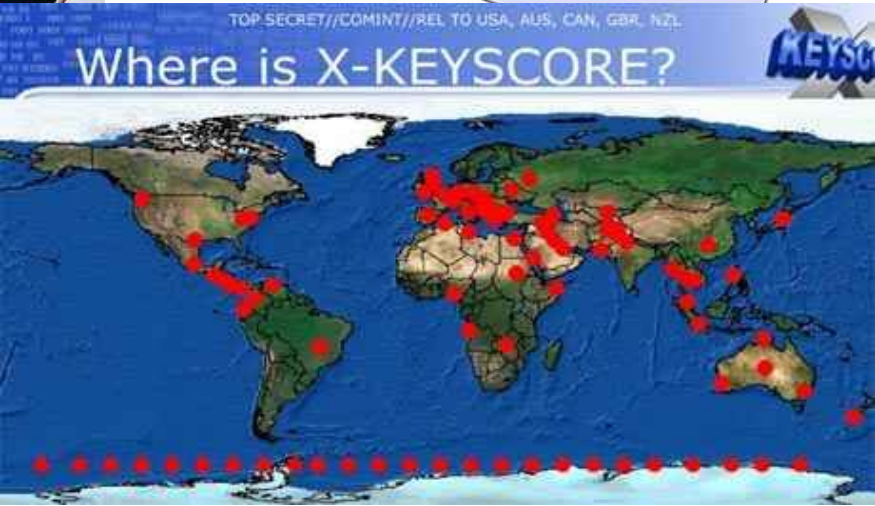 TOP SECRET//COMINT//REL TO USA, AUS, CAN, GBR, NZL
Where is X-KEYSCORE?